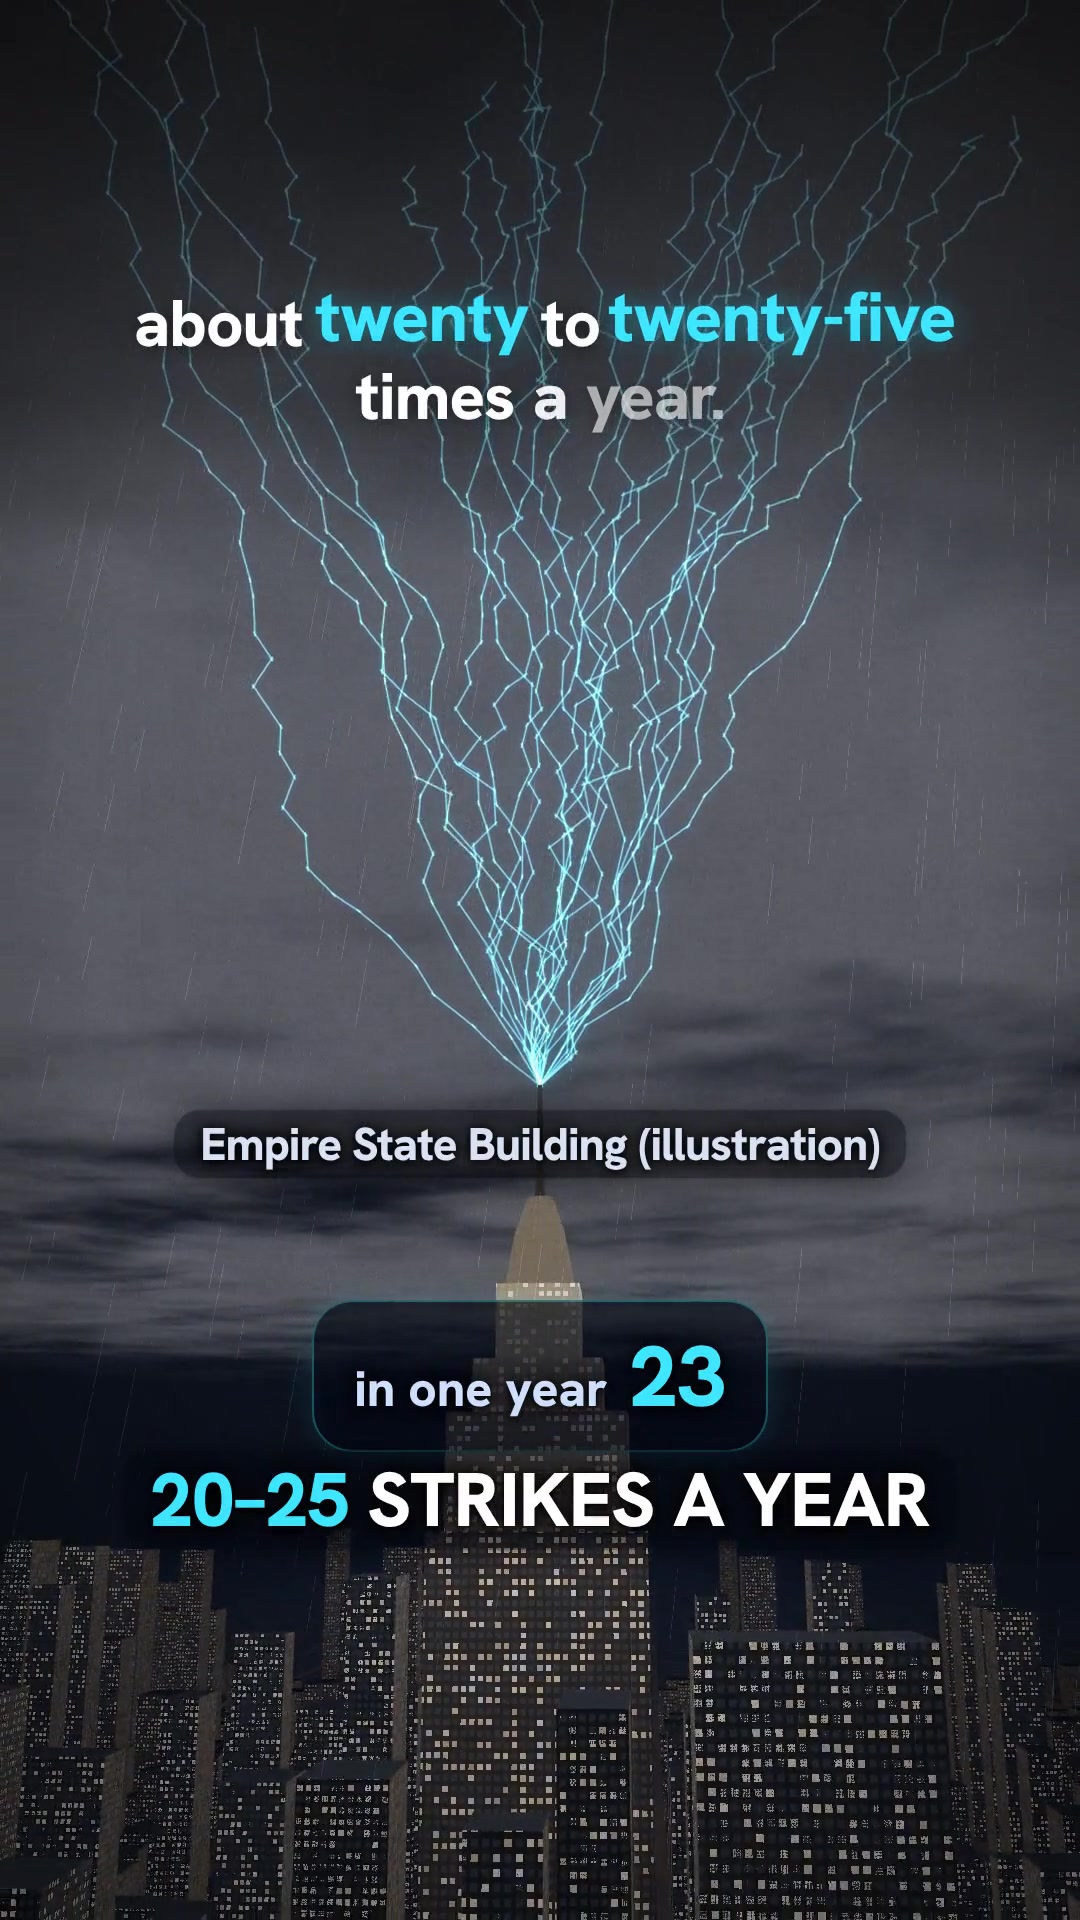 about twenty to twenty-five
times a year.
Empire State Building (illustration)
in one year 23
20–25 STRIKES A YEAR